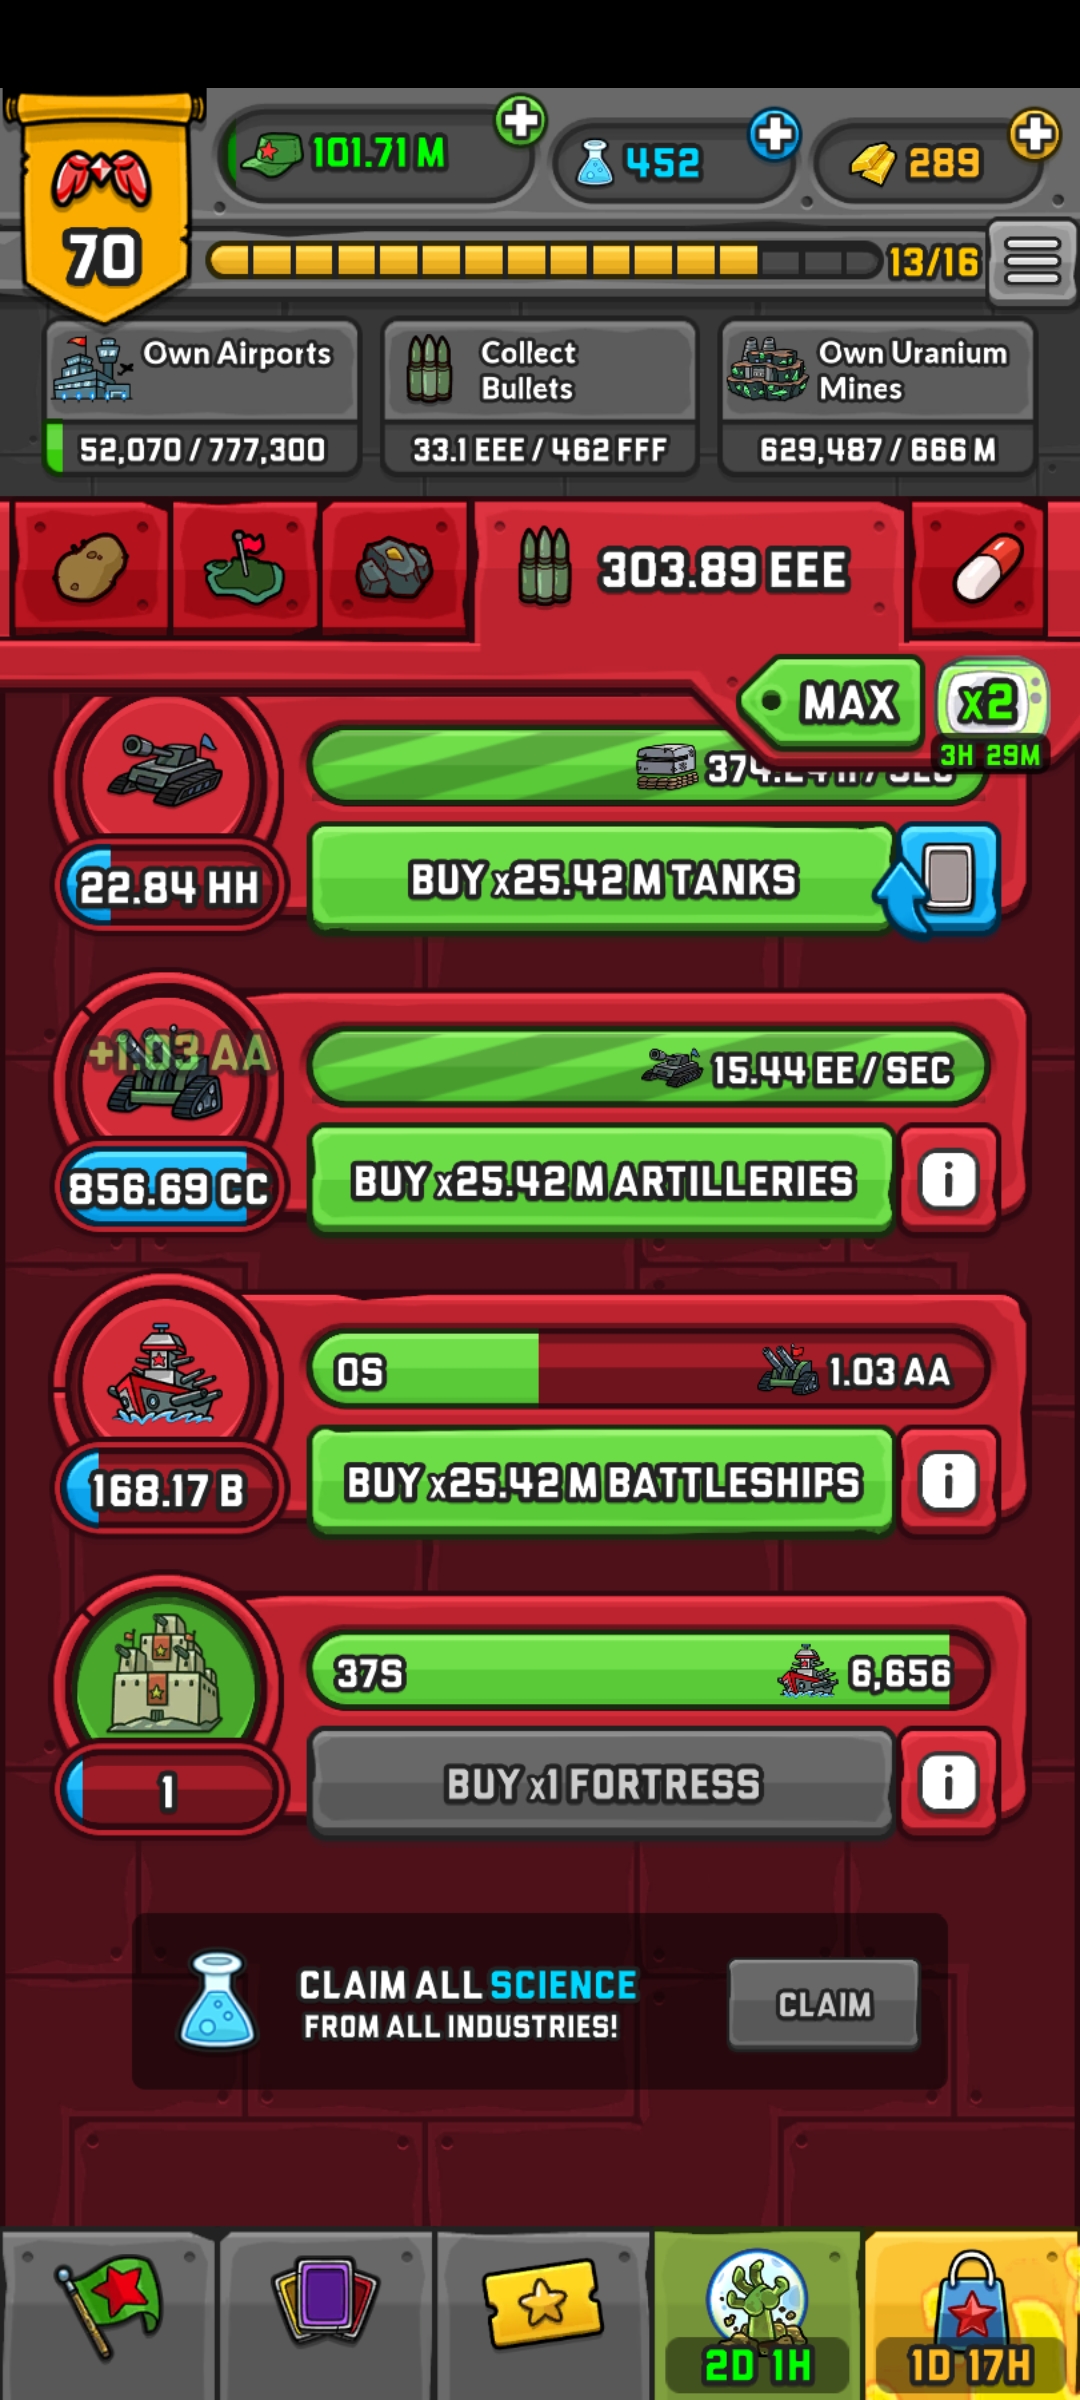 101.71 M
452
289
70
13/16
Own Airports
52,070 / 777,300
Collect
Bullets
33.1 EEE / 462 FFF
Own Uranium
Mines
629,487 / 666 M
303.89 EEE
MAX
x2
3H 29M
/ SEC
22.84 HH
BUY x25.42 M TANKS
+1.03 AA
15.44 EE / SEC
856.69 CC
BUY x25.42 M ARTILLERIES
0S
1.03 AA
168.17 B
BUY x25.42 M BATTLESHIPS
37S
6,656
1
BUY x1 FORTRESS
CLAIM ALL SCIENCE
FROM ALL INDUSTRIES!
CLAIM
2D 1H
1D 17H